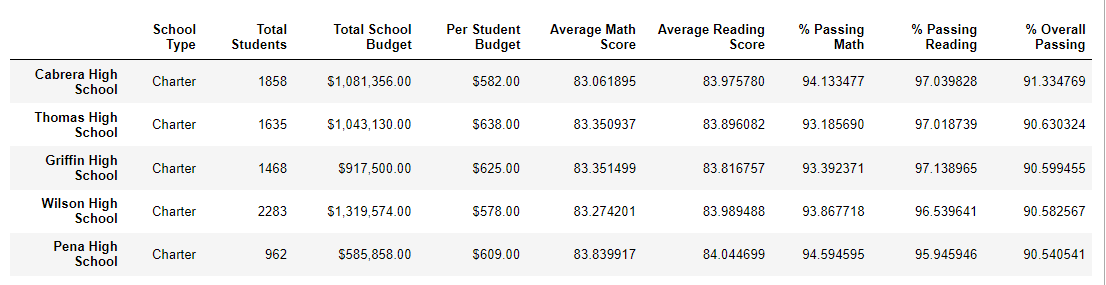 School Type Total Students Total School Budget Per Student Budget Average Math Score Average Reading Score % Passing Math % Passing Reading % Overall Passing
Cabrera High School Charter 1858 $1,081,356.00 $582.00 83.061895 83.975780 94.133477 97.039828 91.334769
Thomas High School Charter 1635 $1,043,130.00 $638.00 83.350937 83.896082 93.185690 97.018739 90.630324
Griffin High School Charter 1468 $917,500.00 $625.00 83.351499 83.816757 93.392371 97.138965 90.599455
Wilson High School Charter 2283 $1,319,574.00 $578.00 83.274201 83.989488 93.867718 96.539641 90.582567
Pena High School Charter 962 $585,858.00 $609.00 83.839917 84.044699 94.594595 95.945946 90.540541